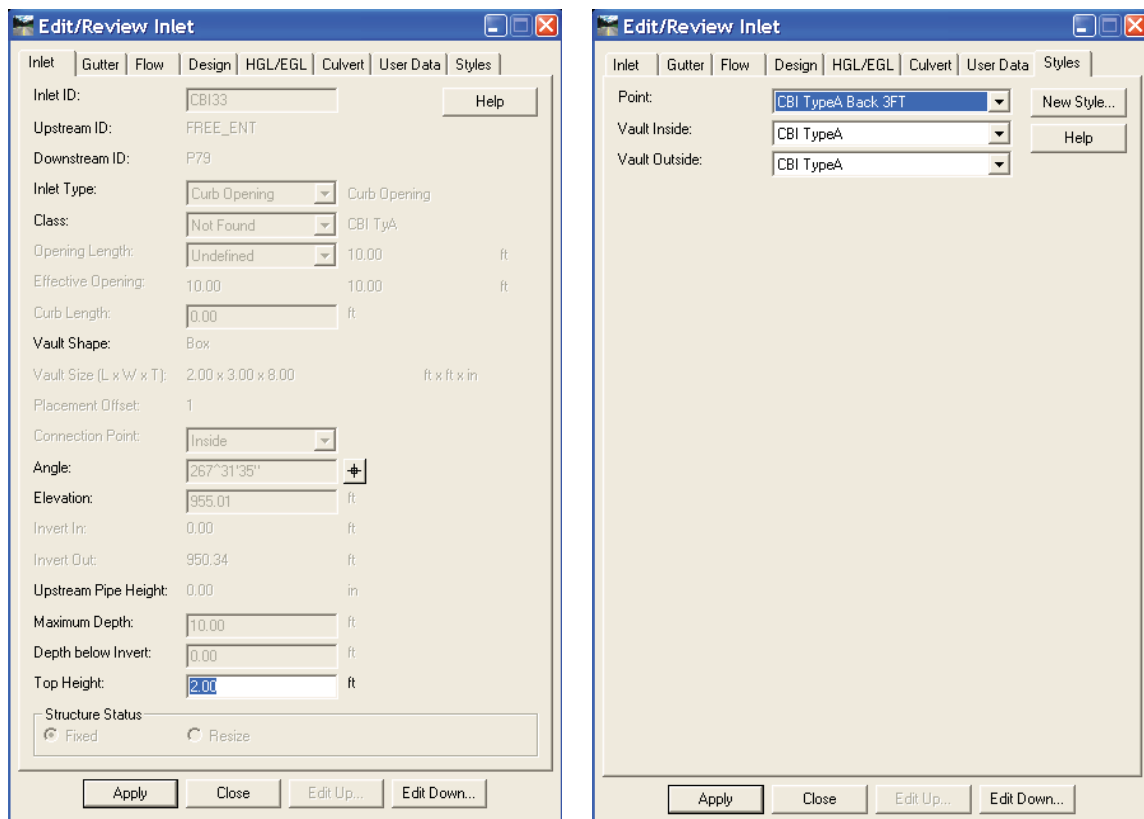 Edit/Review Inlet
Inlet Gutter Flow Design HGL/EGL Culvert User Data Styles
Inlet ID: CBI33 Help
Upstream ID: FREE_ENT
Downstream ID: P79
Inlet Type: Curb Opening Curb Opening
Class: Not Found CBI TyA
Opening Length: Undefined 10.00 ft
Effective Opening: 10.00 10.00 ft
Curb Length: 0.00 ft
Vault Shape: Box
Vault Size (L x W x T): 2.00 x 3.00 x 8.00 ft x ft x in
Placement Offset: 1
Connection Point: Inside
Angle: 267^31'35"
Elevation: 955.01 ft
Invert In: 0.00 ft
Invert Out: 950.34 ft
Upstream Pipe Height: 0.00 in
Maximum Depth: 10.00 ft
Depth below Invert: 0.00 ft
Top Height: 2.00 ft
Structure Status
Fixed Resize
Apply Close Edit Up... Edit Down...
Edit/Review Inlet
Inlet Gutter Flow Design HGL/EGL Culvert User Data Styles
Point: CBI TypeA Back 3FT New Style...
Vault Inside: CBI TypeA Help
Vault Outside: CBI TypeA
Apply Close Edit Up... Edit Down...